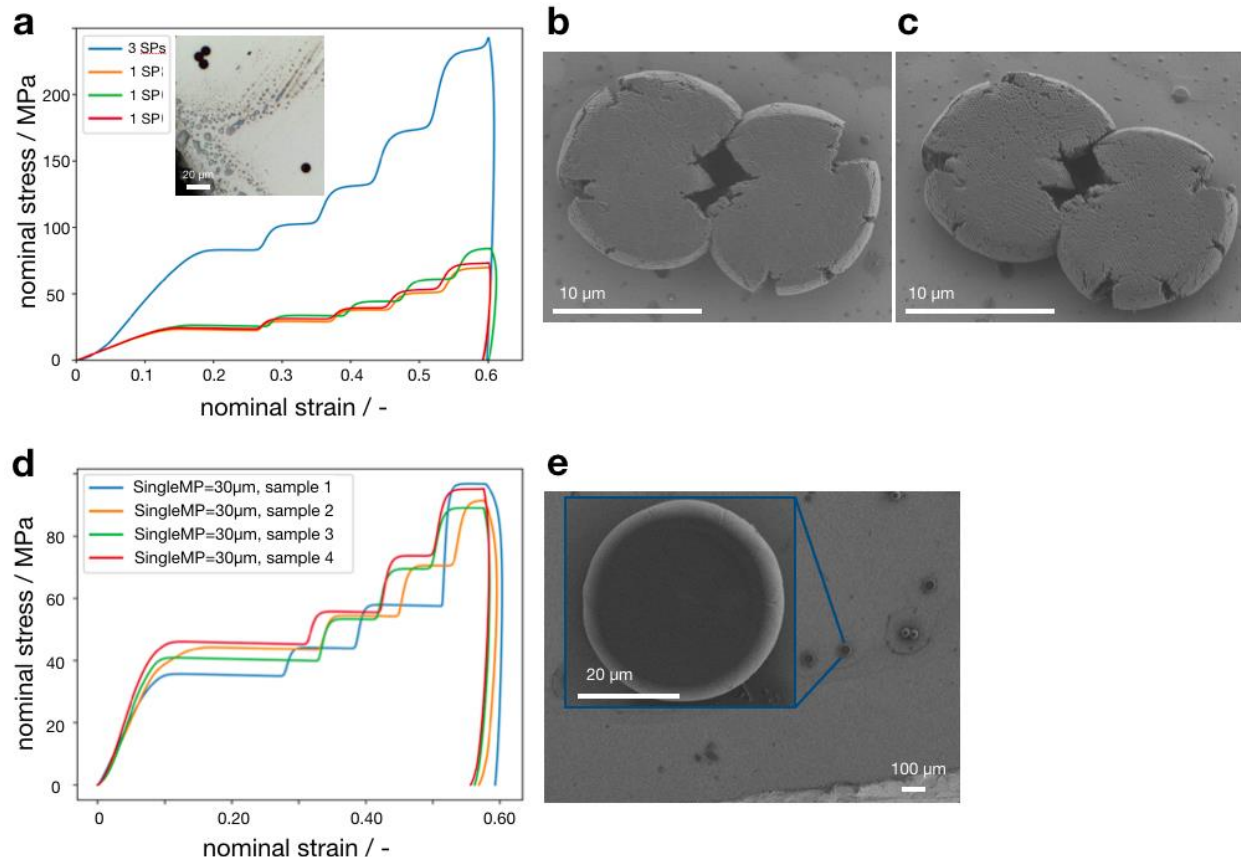 a
nominal stress / MPa
200
150
100
50
0
3 SPs
1 SP
1 SP
1 SP
20 µm
0 0.1 0.2 0.3 0.4 0.5 0.6
nominal strain / -
b
10 µm
c
10 µm
d
nominal stress / MPa
80
60
40
20
0
SingleMP=30µm, sample 1
SingleMP=30µm, sample 2
SingleMP=30µm, sample 3
SingleMP=30µm, sample 4
0 0.20 0.40 0.60
nominal strain / -
e
20 µm
100 µm